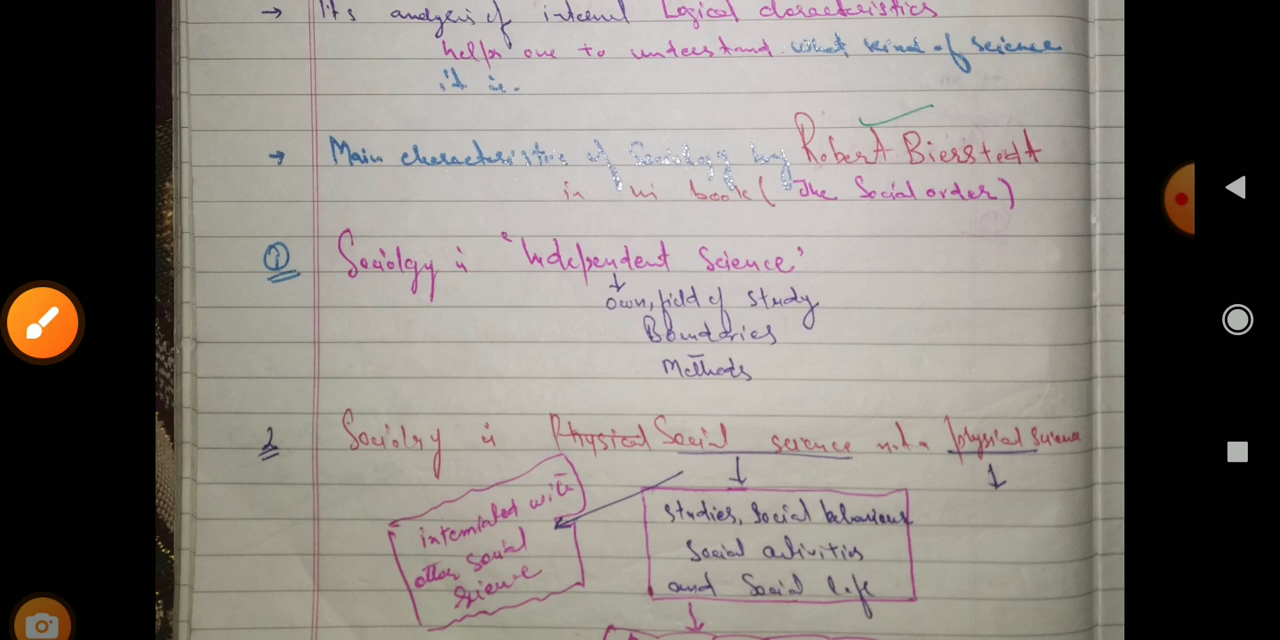 → It's analysis of internal Logical characteristics
helps one to understand what kind of science
it is.
→ Main characteristics of Sociology by Robert Bierstedt
in his book ( The Social order )
① Sociolgy is 'Independent Science'
↓
Own, field of study
Boundaries
Methods
2 Sociolgy is Physical Social science not a physical science
intemiated with
other social
science
studies, social behaviour
social activities
and Social life